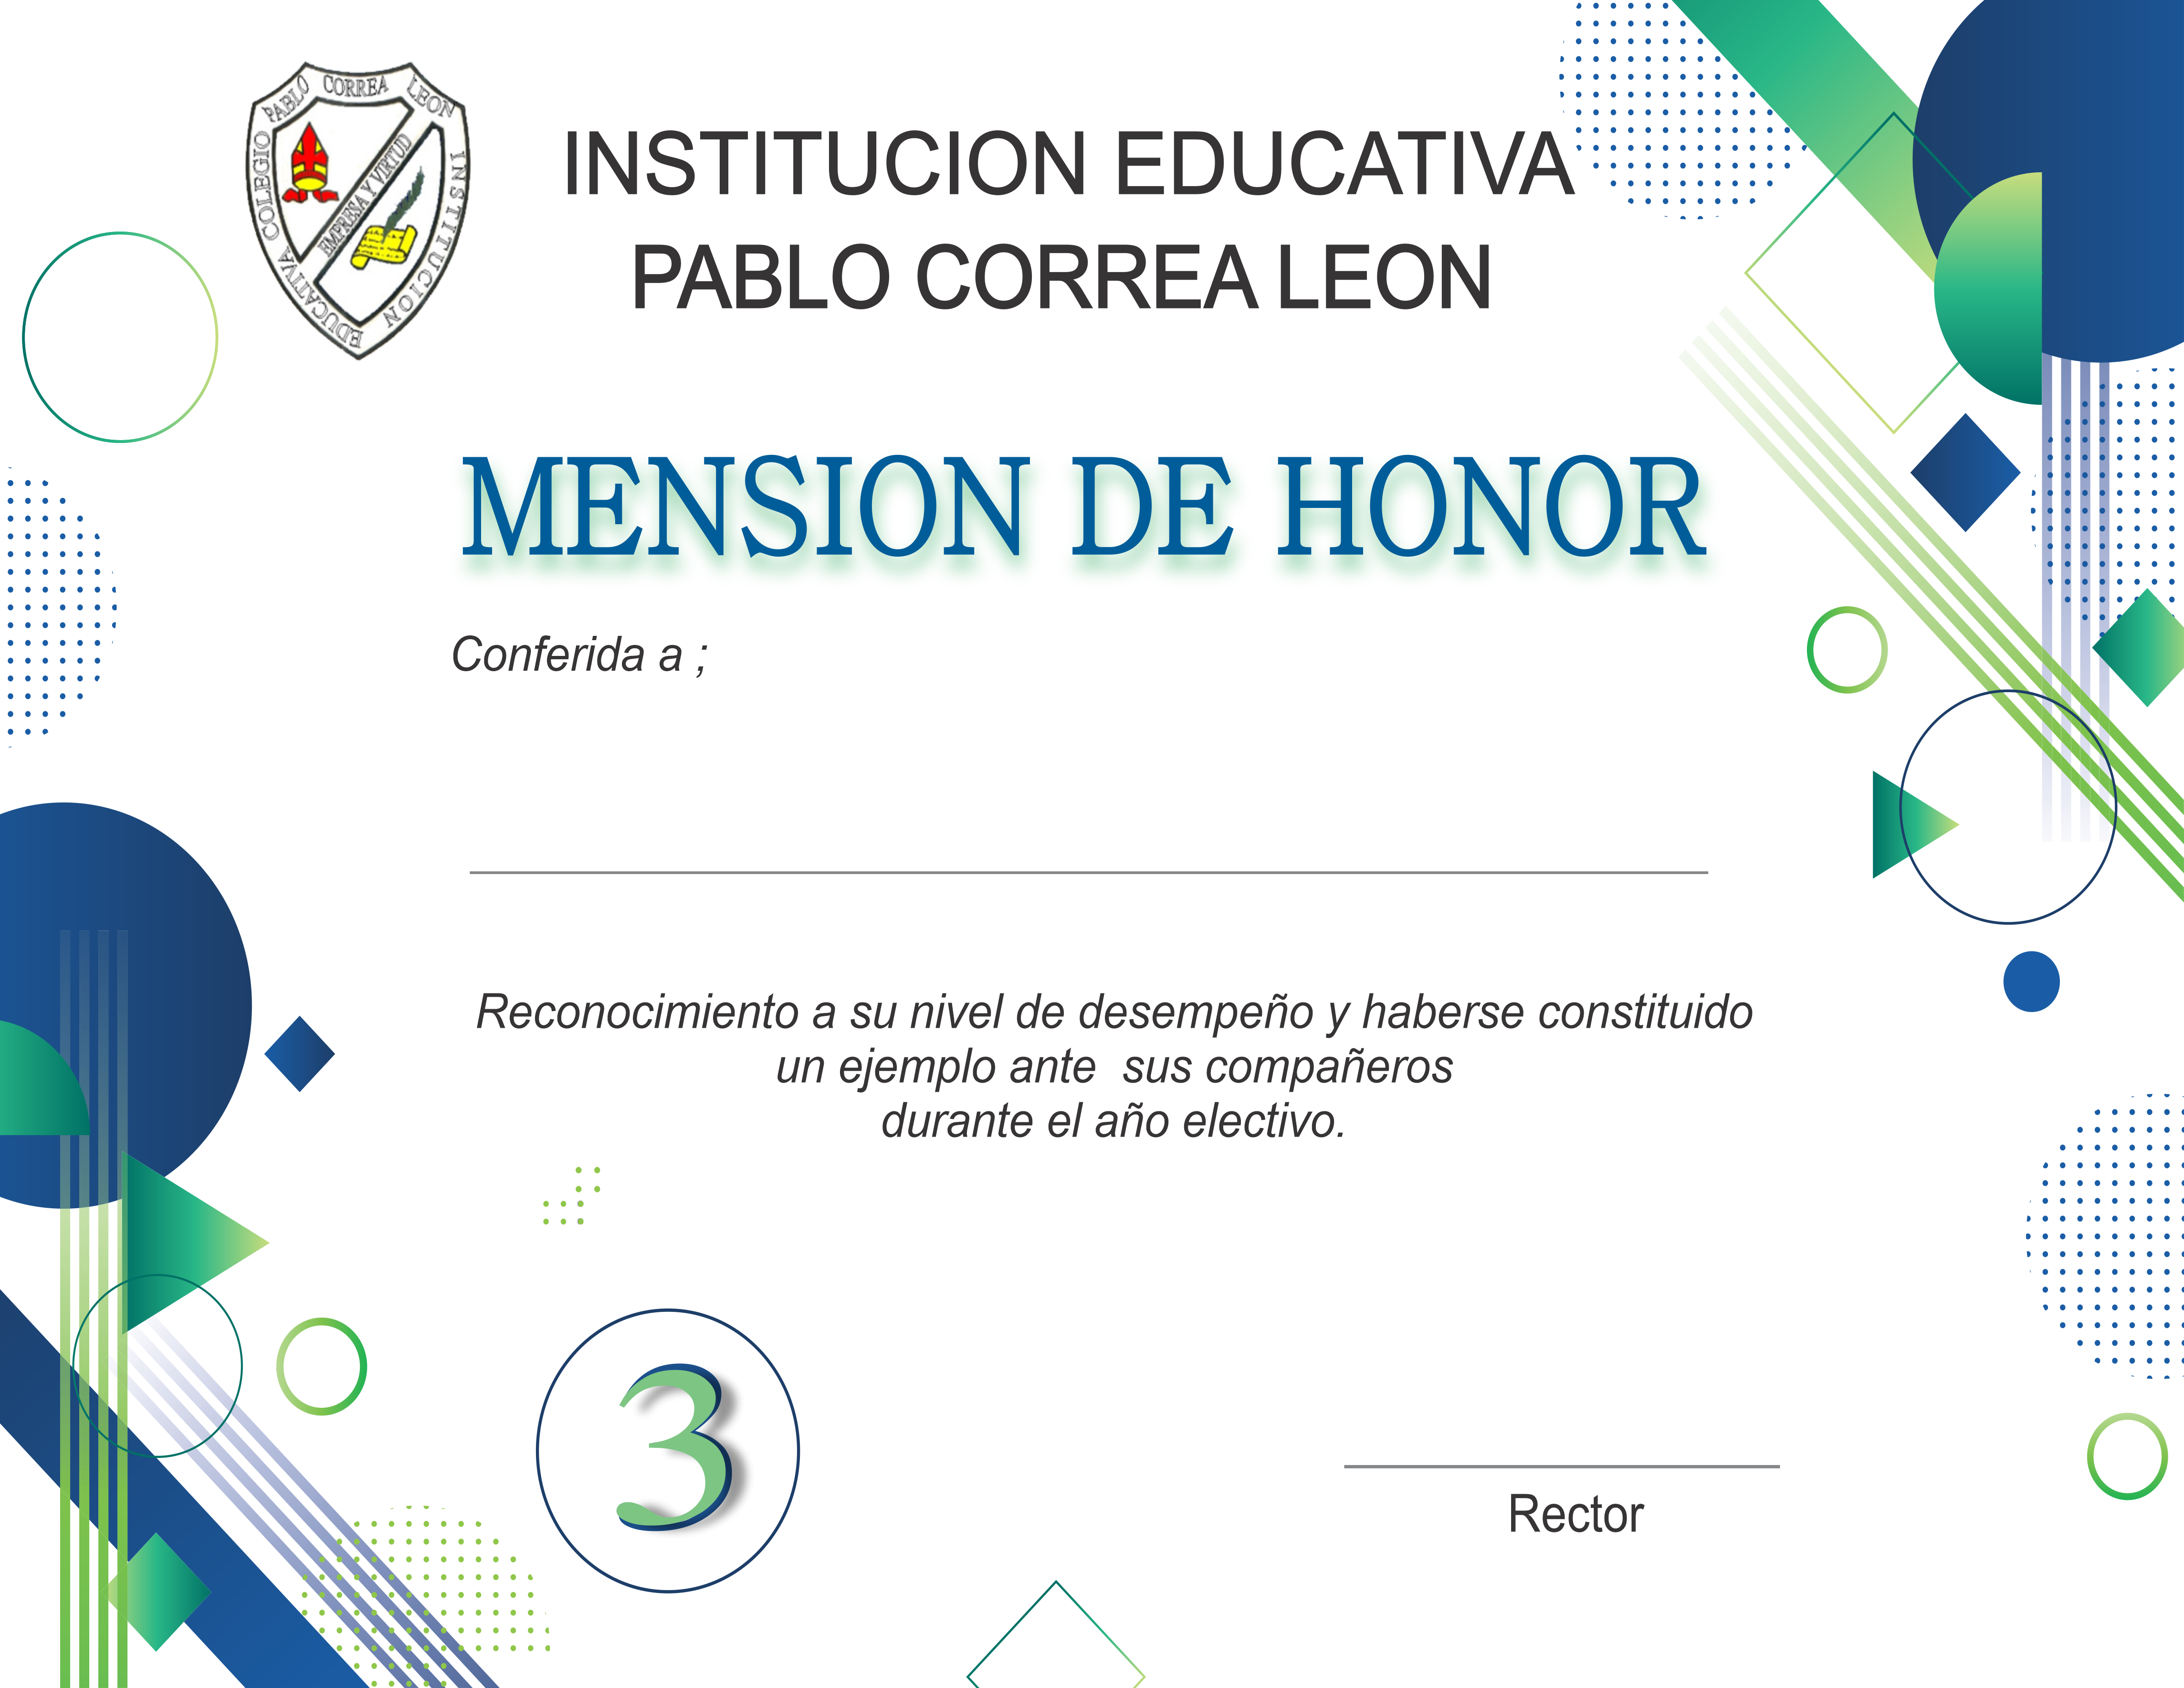 COLEGIO PABLO CORREA LEON
INSTITUCION EDUCATIVA
EMPRESA Y VIRTUD
INSTITUCION EDUCATIVA
PABLO CORREA LEON
MENSION DE HONOR
Conferida a ;
Reconocimiento a su nivel de desempeño y haberse constituido
un ejemplo ante  sus compañeros
durante el año electivo.
3
Rector